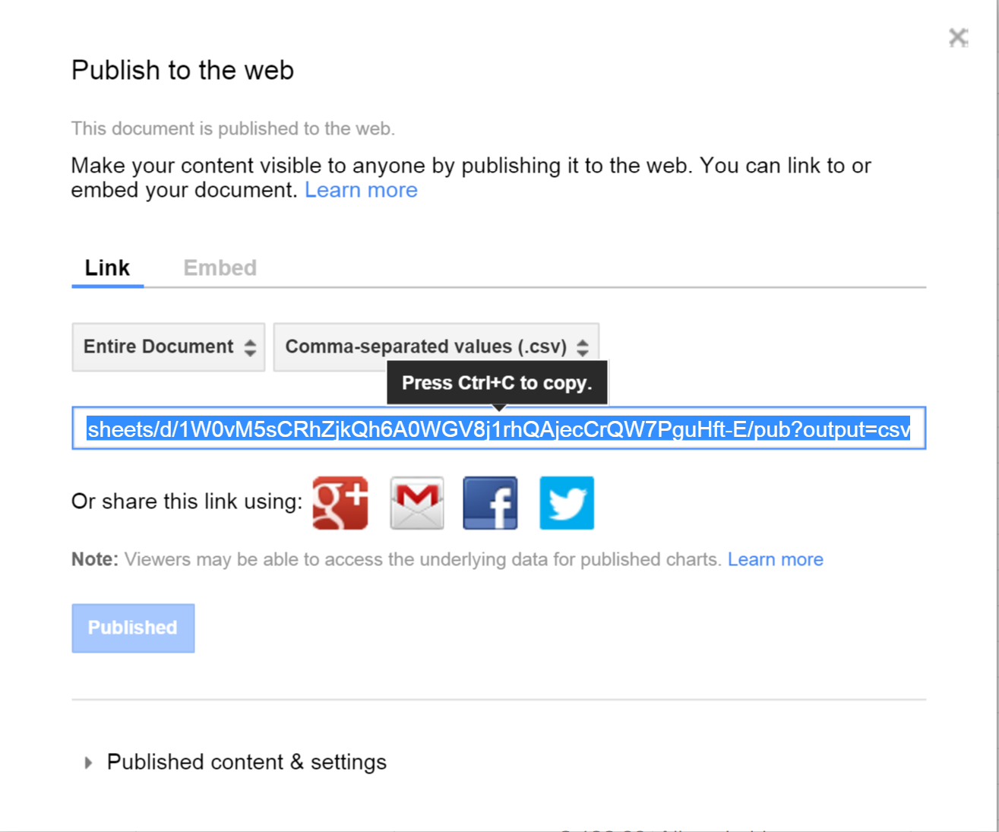 Publish to the web
This document is published to the web.
Make your content visible to anyone by publishing it to the web. You can link to or
embed your document. Learn more
Link Embed
Entire Document Comma-separated values (.csv)
Press Ctrl+C to copy.
sheets/d/1W0vM5sCRhZjkQh6A0WGV8j1rhQAjecCrQW7PguHft-E/pub?output=csv
Or share this link using: g+ M f
Note: Viewers may be able to access the underlying data for published charts. Learn more
Published
Published content & settings